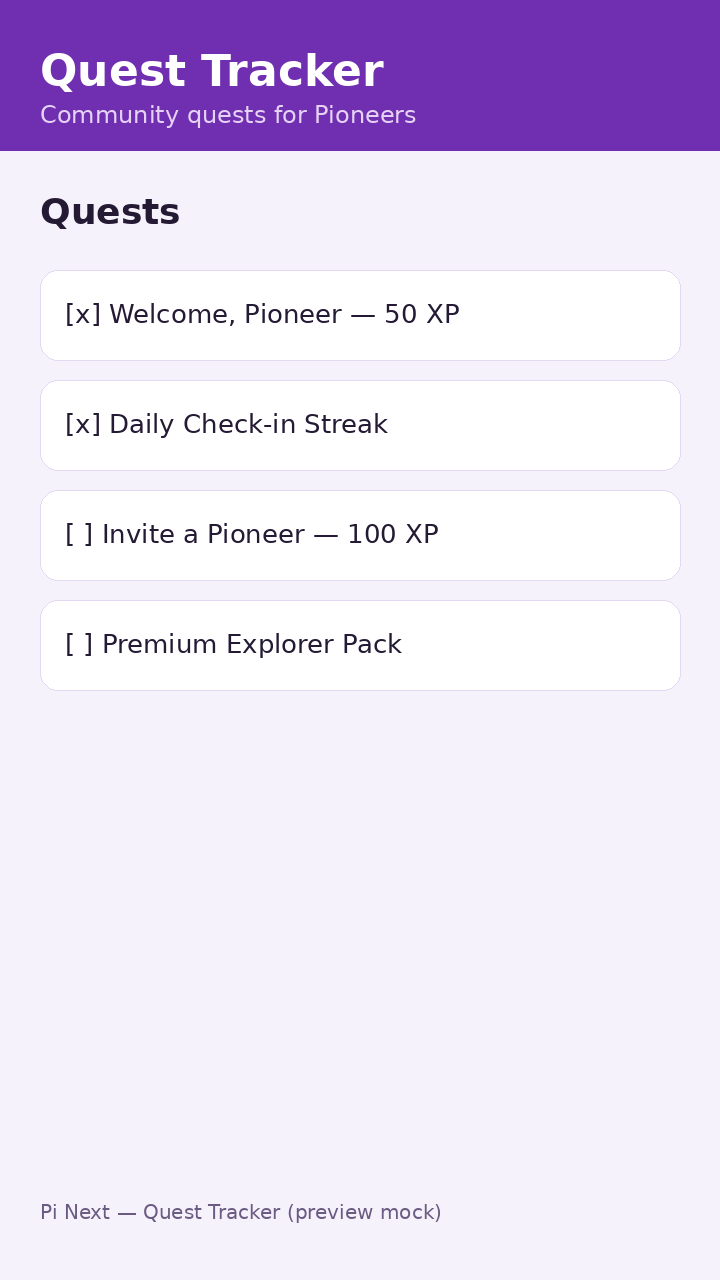 Quest Tracker
Community quests for Pioneers
Quests
[x] Welcome, Pioneer — 50 XP
[x] Daily Check-in Streak
[ ] Invite a Pioneer — 100 XP
[ ] Premium Explorer Pack
Pi Next — Quest Tracker (preview mock)